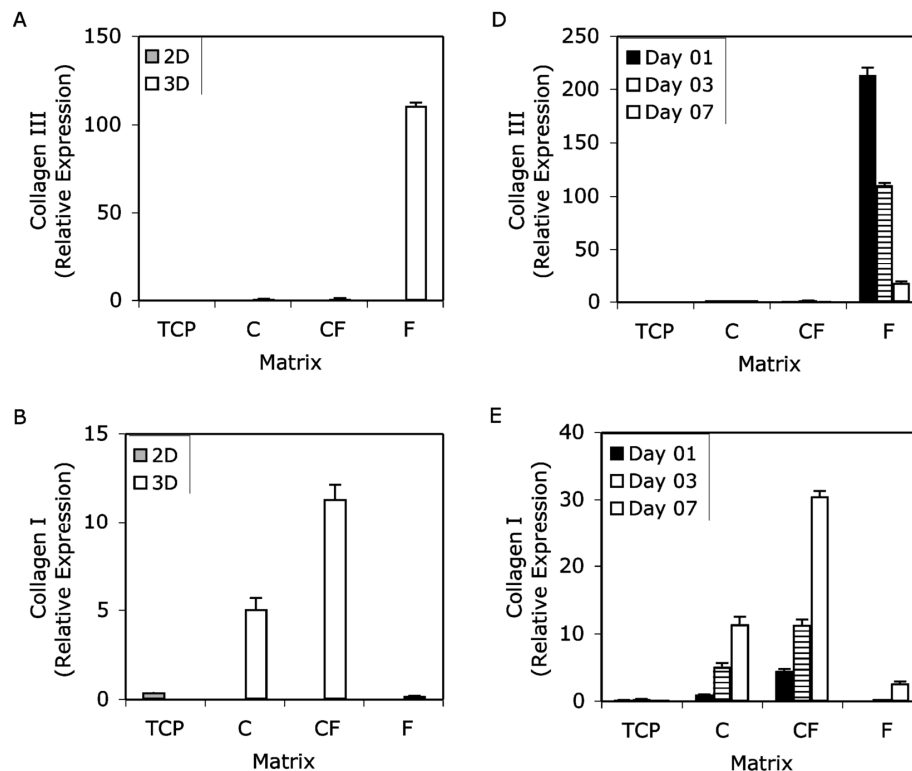 A
Collagen III
(Relative Expression)
150
100
50
0
2D
3D
TCP C CF F
Matrix
D
Collagen III
(Relative Expression)
250
200
150
100
50
0
Day 01
Day 03
Day 07
TCP C CF F
Matrix
B
Collagen I
(Relative Expression)
15
10
5
0
2D
3D
TCP C CF F
Matrix
E
Collagen I
(Relative Expression)
40
30
20
10
0
Day 01
Day 03
Day 07
TCP C CF F
Matrix